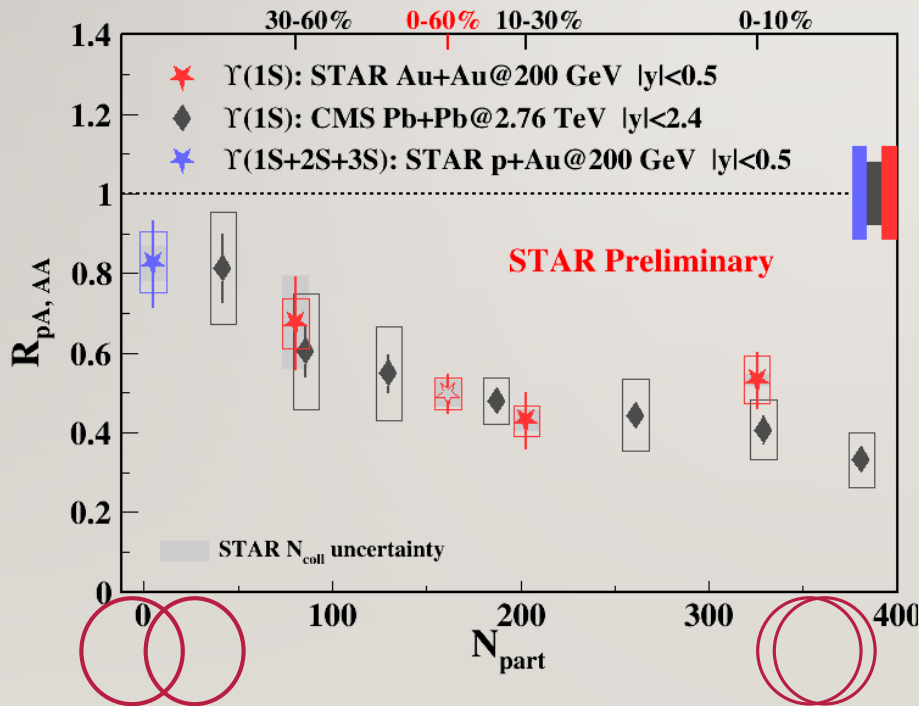 30-60% 0-60% 10-30% 0-10%
1.4
ϒ(1S): STAR Au+Au@200 GeV |y|<0.5
1.2
ϒ(1S): CMS Pb+Pb@2.76 TeV |y|<2.4
ϒ(1S+2S+3S): STAR p+Au@200 GeV |y|<0.5
1
STAR Preliminary
0.8
R_pA, AA
0.6
0.4
0.2
STAR N_coll uncertainty
0
0 100 200 300 400
N_part